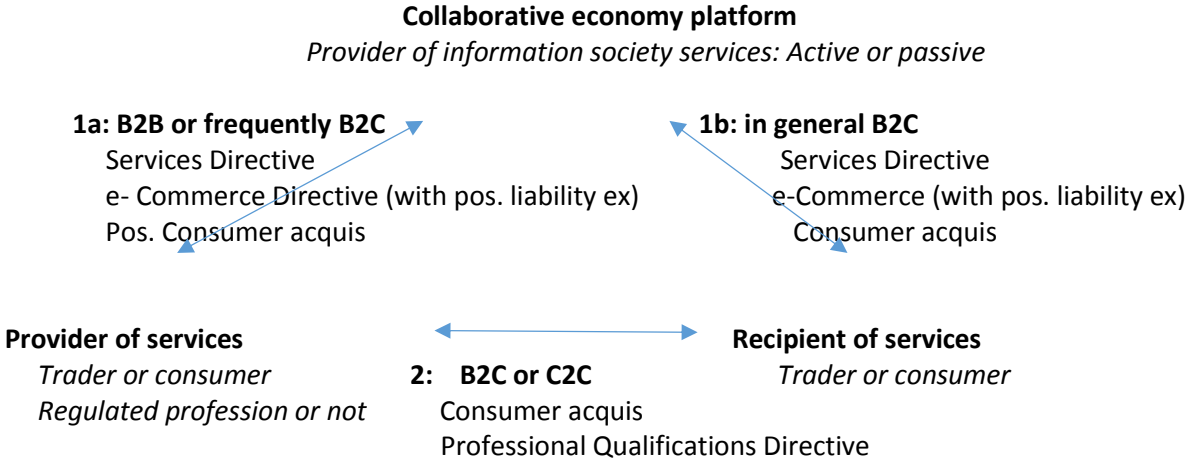 Collaborative economy platform
Provider of information society services: Active or passive
1a: B2B or frequently B2C
Services Directive
e- Commerce Directive (with pos. liability ex)
Pos. Consumer acquis
1b: in general B2C
Services Directive
e-Commerce (with pos. liability ex)
Consumer acquis
Provider of services
Trader or consumer
Regulated profession or not
2: B2C or C2C
Consumer acquis
Professional Qualifications Directive
Recipient of services
Trader or consumer